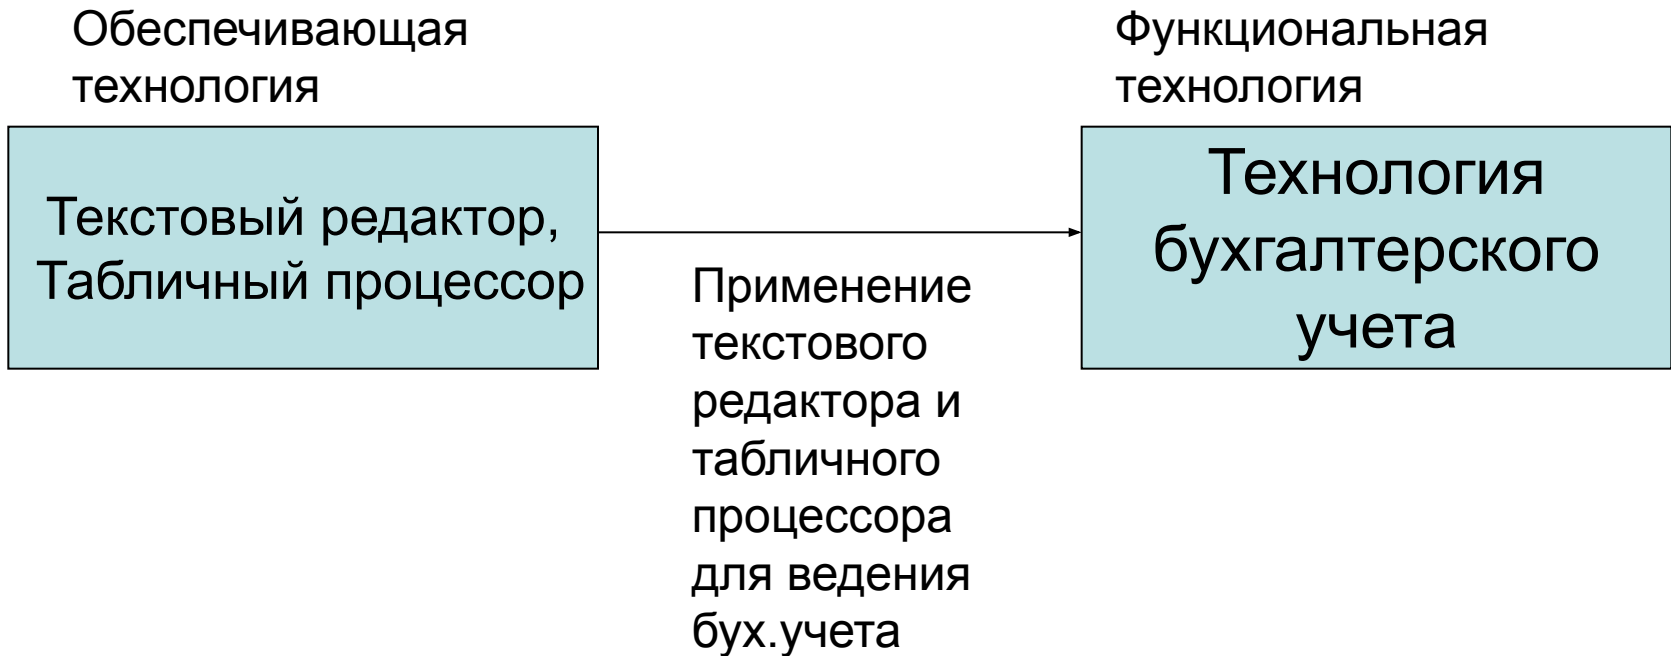 Обеспечивающая
технология
Функциональная
технология
Текстовый редактор,
Табличный процессор
Применение
текстового
редактора и
табличного
процессора
для ведения
бух.учета
Технология
бухгалтерского
учета